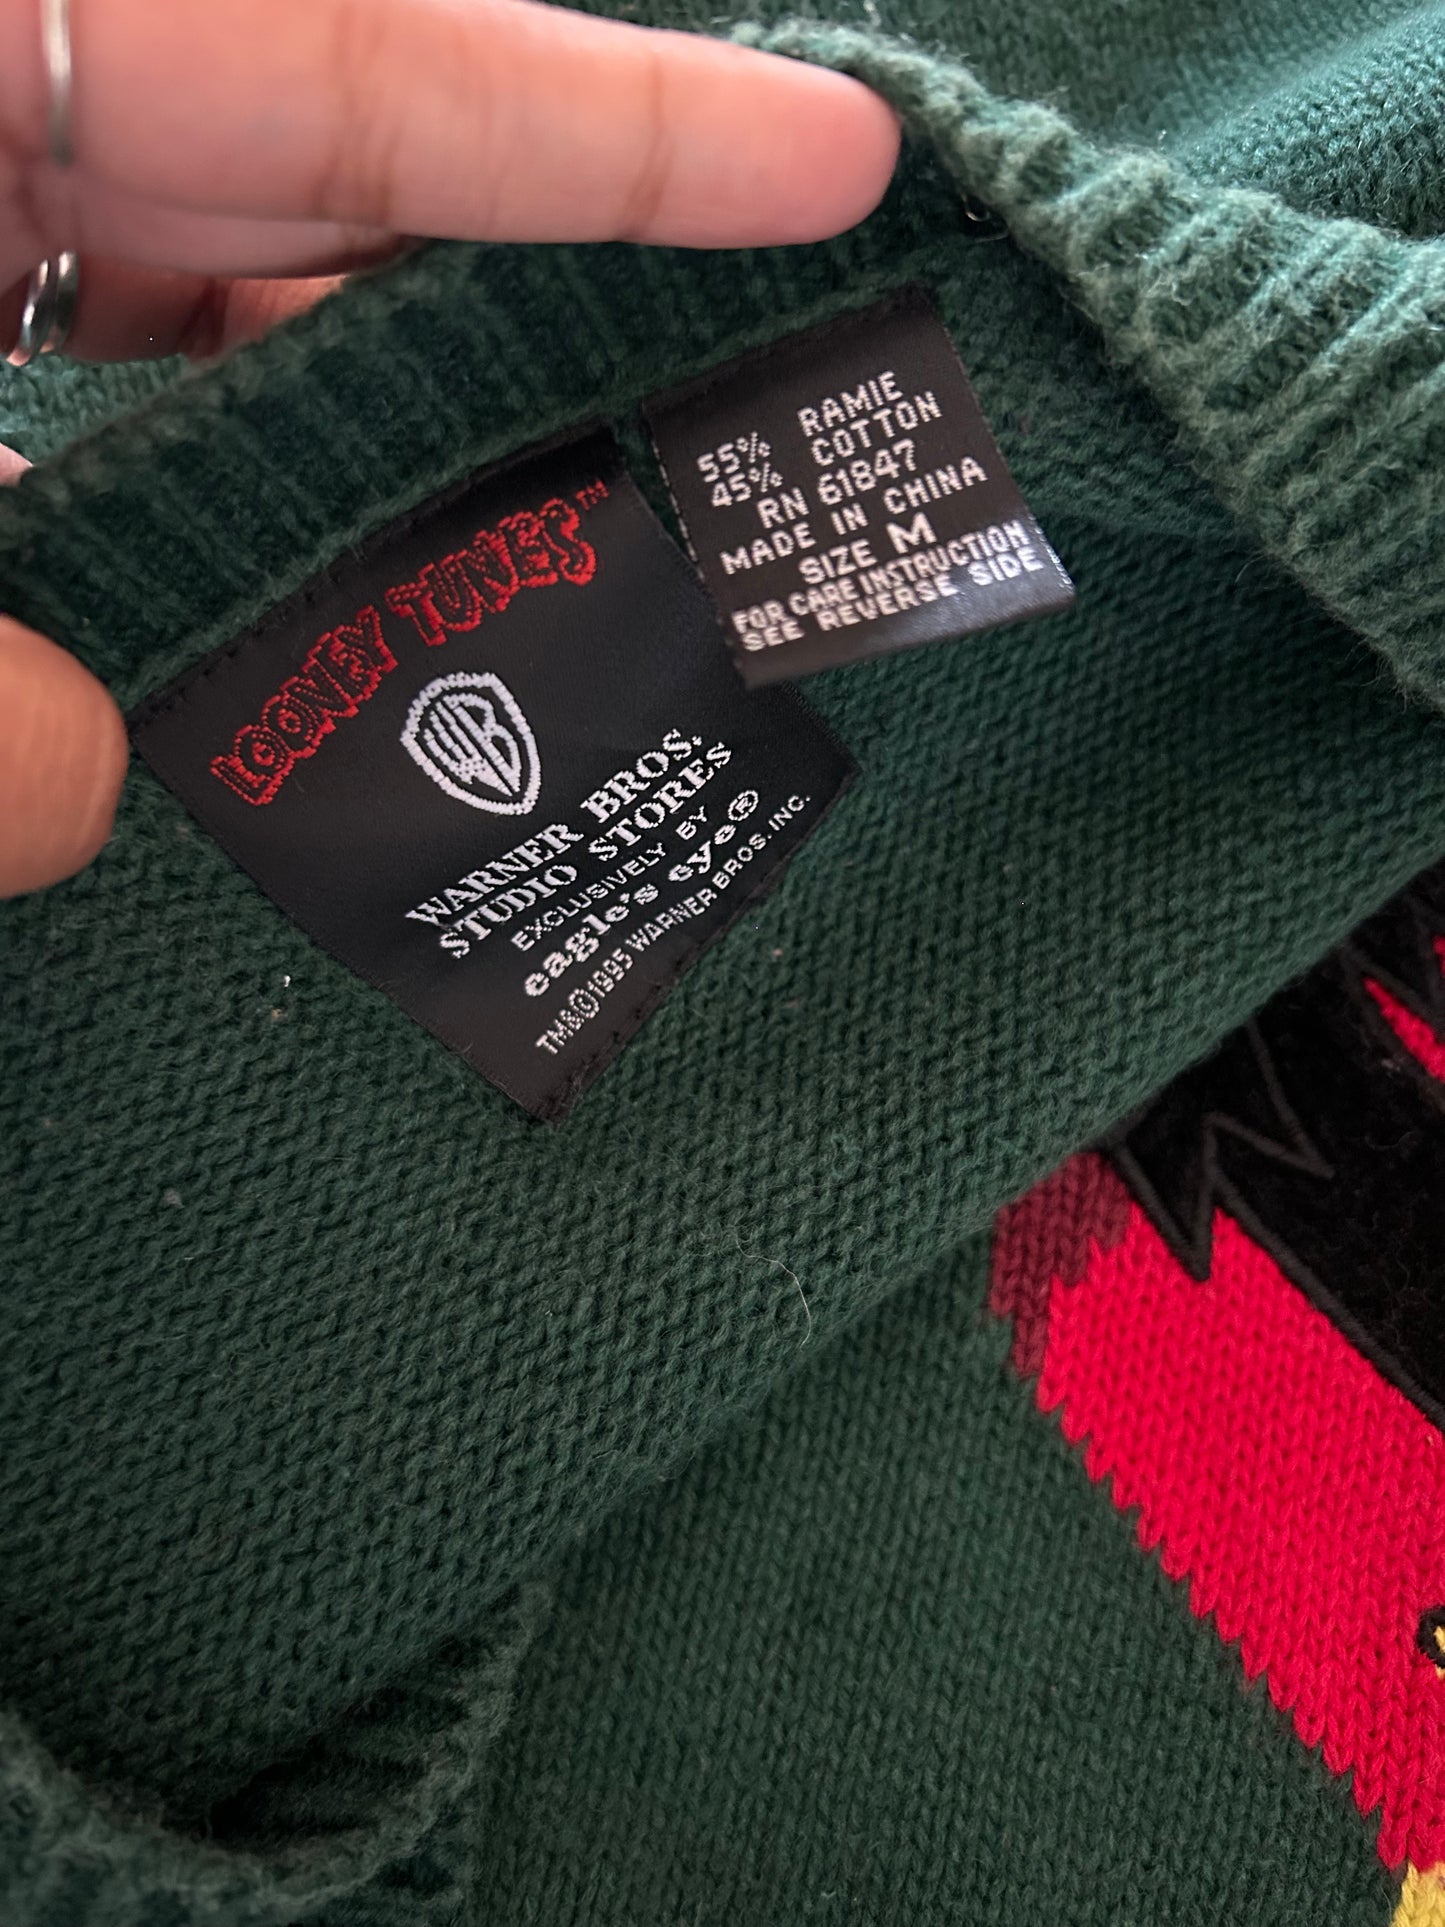 LOONEY TUNES™
WB
WARNER BROS.
STUDIO STORES
EXCLUSIVELY BY
eagle's eye®
TM&©1995 WARNER BROS. INC.
55% RAMIE
45% COTTON
RN 61847
MADE IN CHINA
SIZE M
FOR CARE INSTRUCTION
SEE REVERSE SIDE